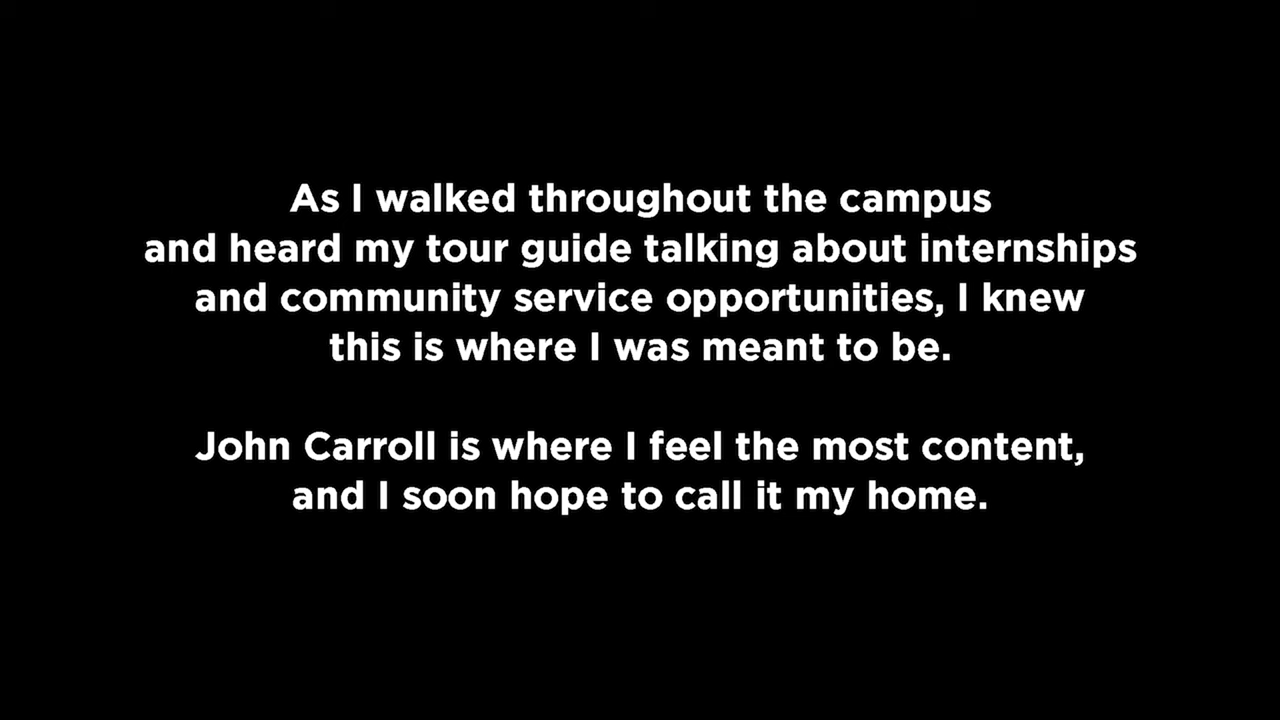 As I walked throughout the campus
and heard my tour guide talking about internships
and community service opportunities, I knew
this is where I was meant to be.
John Carroll is where I feel the most content,
and I soon hope to call it my home.